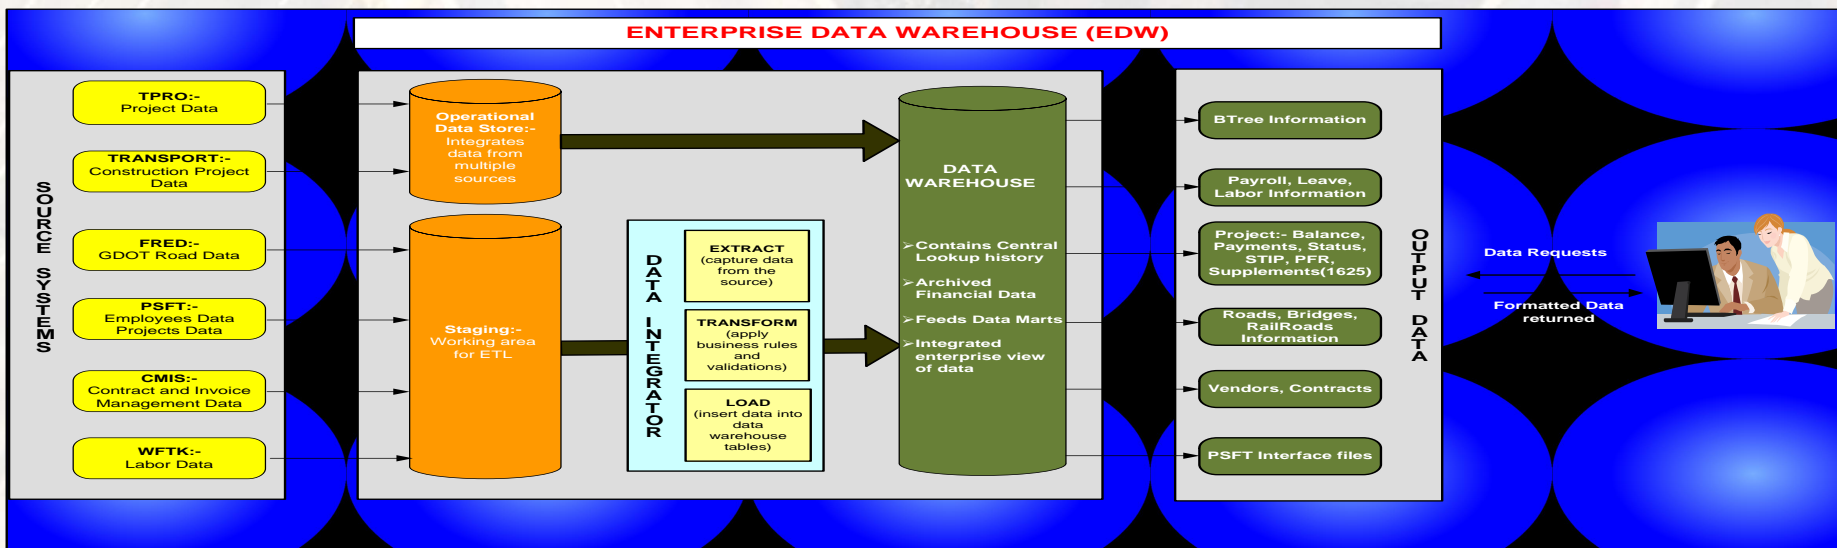 ENTERPRISE DATA WAREHOUSE (EDW)
SOURCE SYSTEMS
TPRO:-
Project Data
TRANSPORT:-
Construction Project
Data
FRED:-
GDOT Road Data
PSFT:-
Employees Data
Projects Data
CMIS:-
Contract and Invoice
Management Data
WFTK:-
Labor Data
Operational
Data Store:-
Integrates
data from
multiple
sources
Staging:-
Working area
for ETL
DATA INTEGRATOR
EXTRACT
(capture data
from the
source)
TRANSFORM
(apply
business rules
and
validations)
LOAD
(insert data into
data
warehouse
tables)
DATA
WAREHOUSE
➢Contains Central
Lookup history
➢Archived
Financial Data
➢Feeds Data Marts
➢Integrated
enterprise view
of data
BTree Information
Payroll, Leave,
Labor Information
Project:- Balance,
Payments, Status,
STIP, PFR,
Supplements(1625)
Roads, Bridges,
RailRoads
Information
Vendors, Contracts
PSFT Interface files
OUTPUT DATA
Data Requests
Formatted Data
returned